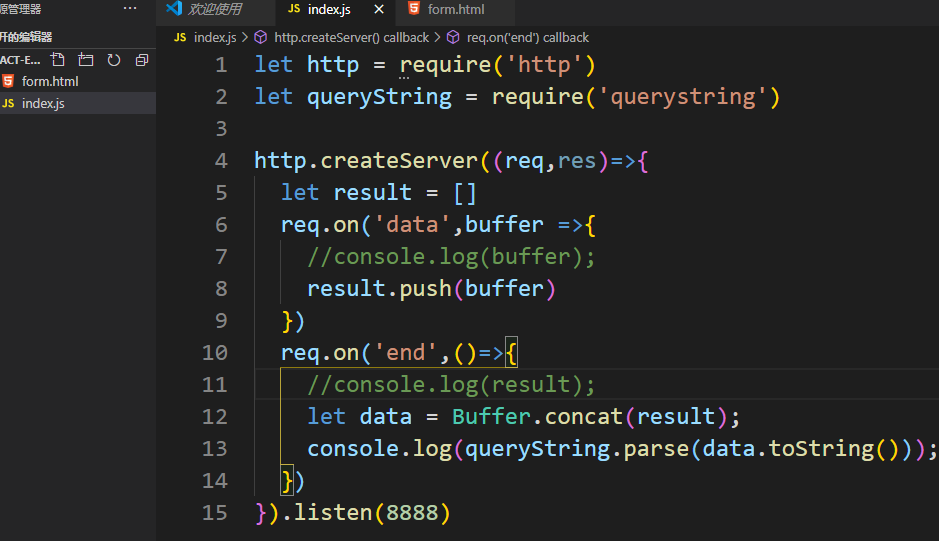 源管理器 ···
欢迎使用
JS index.js ×
form.html
开的编辑器
JS index.js > http.createServer() callback > req.on('end') callback
ACT-E...
form.html
JS index.js
1 let http = require('http')
2 let queryString = require('querystring')
3
4 http.createServer((req,res)=>{
5 let result = []
6 req.on('data',buffer =>{
7 //console.log(buffer);
8 result.push(buffer)
9 })
10 req.on('end',()=>{
11 //console.log(result);
12 let data = Buffer.concat(result);
13 console.log(queryString.parse(data.toString()));
14 })
15 }).listen(8888)